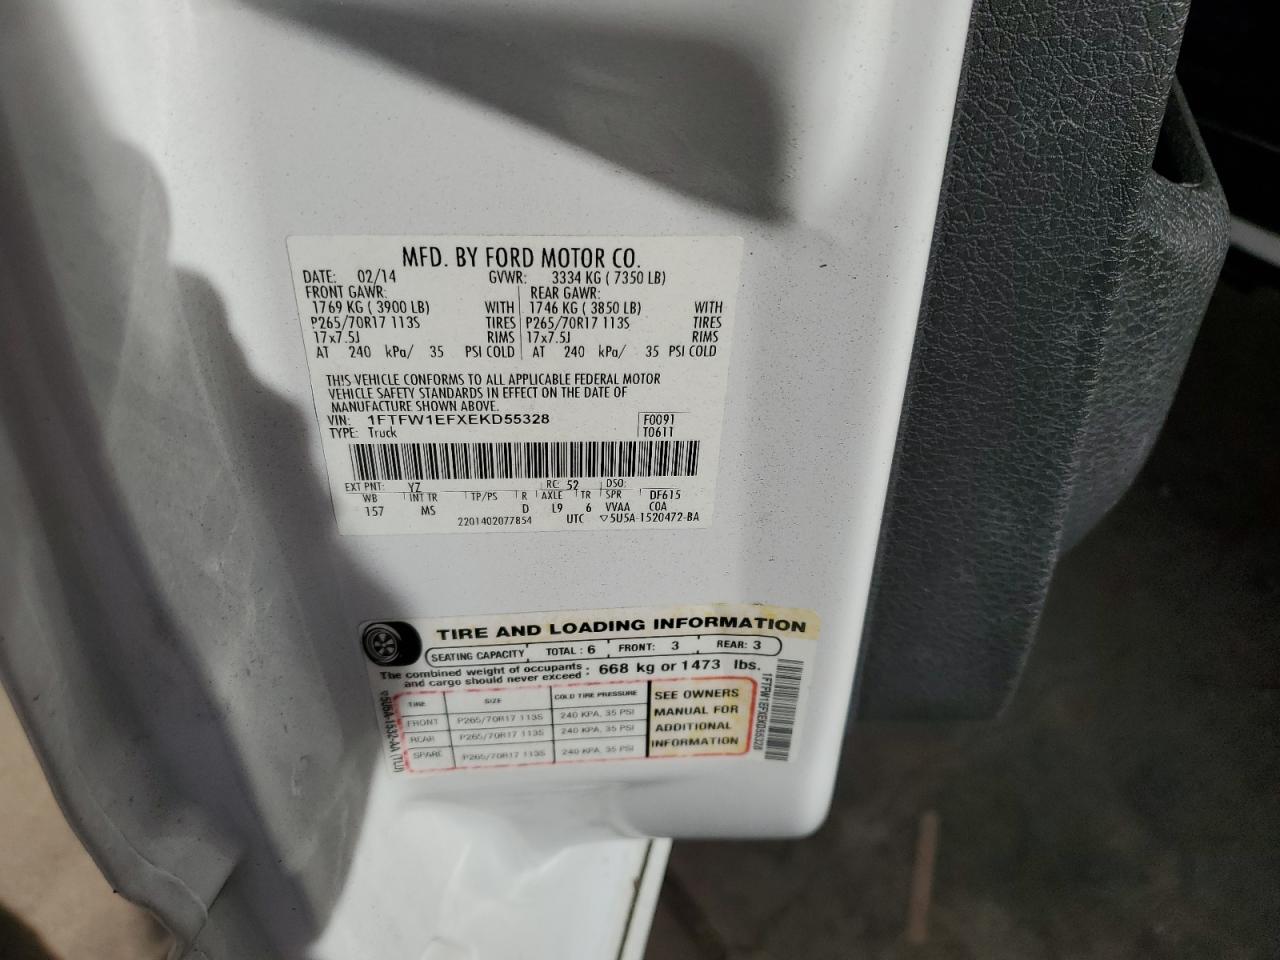 MFD. BY FORD MOTOR CO.
DATE: 02/14 GVWR: 3334 KG ( 7350 LB)
FRONT GAWR: REAR GAWR:
1769 KG ( 3900 LB) WITH 1746 KG ( 3850 LB) WITH
P265/70R17 113S TIRES P265/70R17 113S TIRES
17x7.5J RIMS 17x7.5J RIMS
AT 240 kPa/ 35 PSI COLD AT 240 kPa/ 35 PSI COLD
THIS VEHICLE CONFORMS TO ALL APPLICABLE FEDERAL MOTOR
VEHICLE SAFETY STANDARDS IN EFFECT ON THE DATE OF
MANUFACTURE SHOWN ABOVE.
VIN: 1FTFW1EFXEKD55328 F0091
TYPE: Truck T0611
EXT PNT: YZ RC: 52 DSO:
WB INT TR TP/PS R AXLE TR SPR DF615
157 MS D L9 6 VVAA COA
2201402077854 UTC ▽5U5A-1520472-BA
TIRE AND LOADING INFORMATION
SEATING CAPACITY TOTAL : 6 FRONT: 3 REAR: 3
The combined weight of occupants and cargo should never exceed : 668 kg or 1473 lbs.
TIRE SIZE COLD TIRE PRESSURE
FRONT P265/70R17 113S 240 KPA, 35 PSI
REAR P265/70R17 113S 240 KPA, 35 PSI
SPARE P265/70R17 113S 240 KPA, 35 PSI
SEE OWNERS
MANUAL FOR
ADDITIONAL
INFORMATION
1FTFW1EFXEKD55328